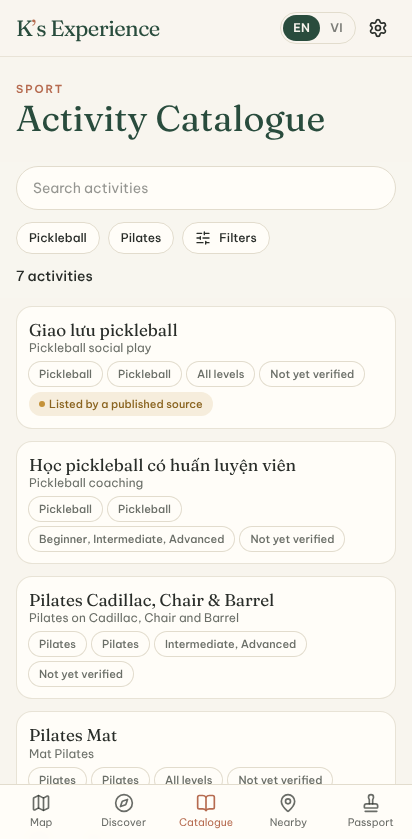 K's Experience
EN VI
SPORT
Activity Catalogue
Search activities
Pickleball Pilates Filters
7 activities
Giao lưu pickleball
Pickleball social play
Pickleball Pickleball All levels Not yet verified
Listed by a published source
Học pickleball có huấn luyện viên
Pickleball coaching
Pickleball Pickleball
Beginner, Intermediate, Advanced Not yet verified
Pilates Cadillac, Chair & Barrel
Pilates on Cadillac, Chair and Barrel
Pilates Pilates Intermediate, Advanced
Not yet verified
Pilates Mat
Mat Pilates
Pilates Pilates All levels Not yet verified
Map Discover Catalogue Nearby Passport